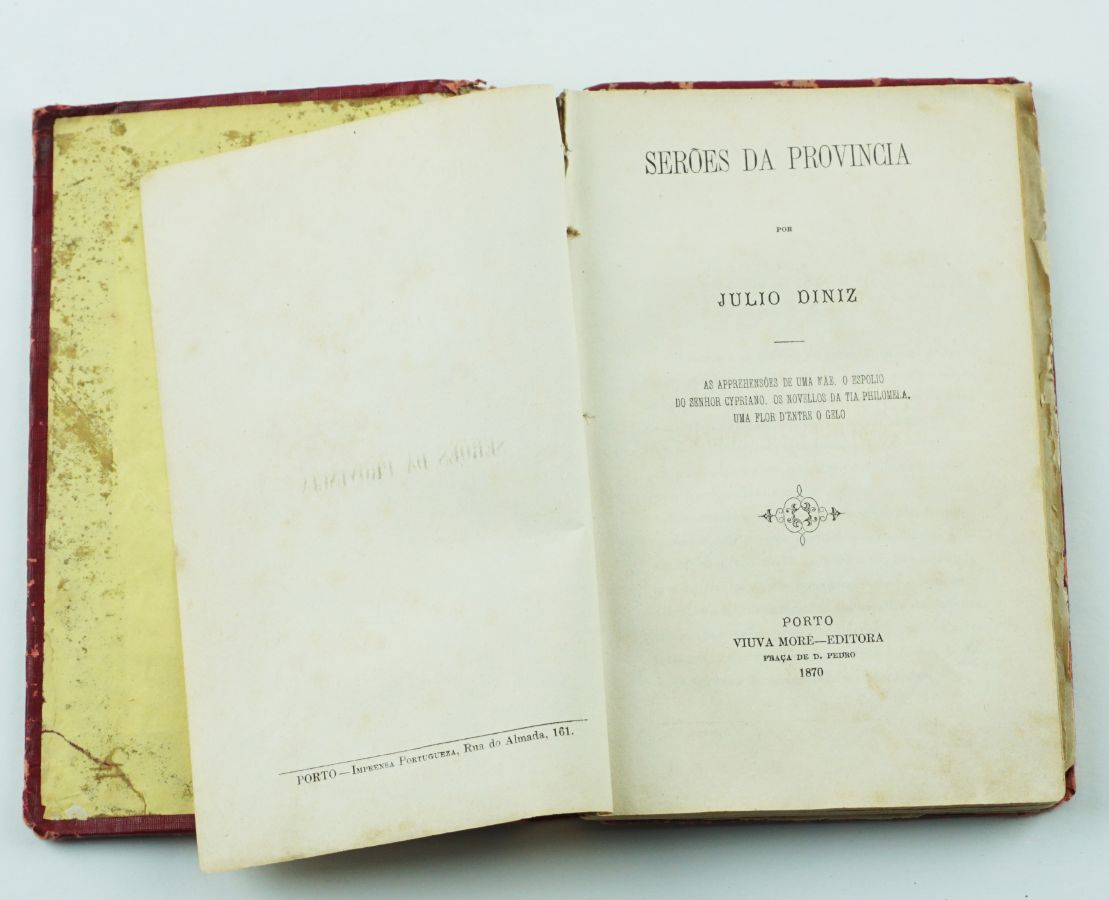 PORTO—IMPRENSA PORTUGUEZA, Rua do Almada, 161.
SERÕES DA PROVINCIA
POR
JULIO DINIZ
AS APPREHENSÕES DE UMA MÃE. O ESPOLIO
DO SENHOR CYPRIANO. OS NOVELLOS DA TIA PHILOMELA.
UMA FLOR D'ENTRE O GELO
PORTO
VIUVA MORÉ—EDITORA
PRAÇA DE D. PEDRO
1870